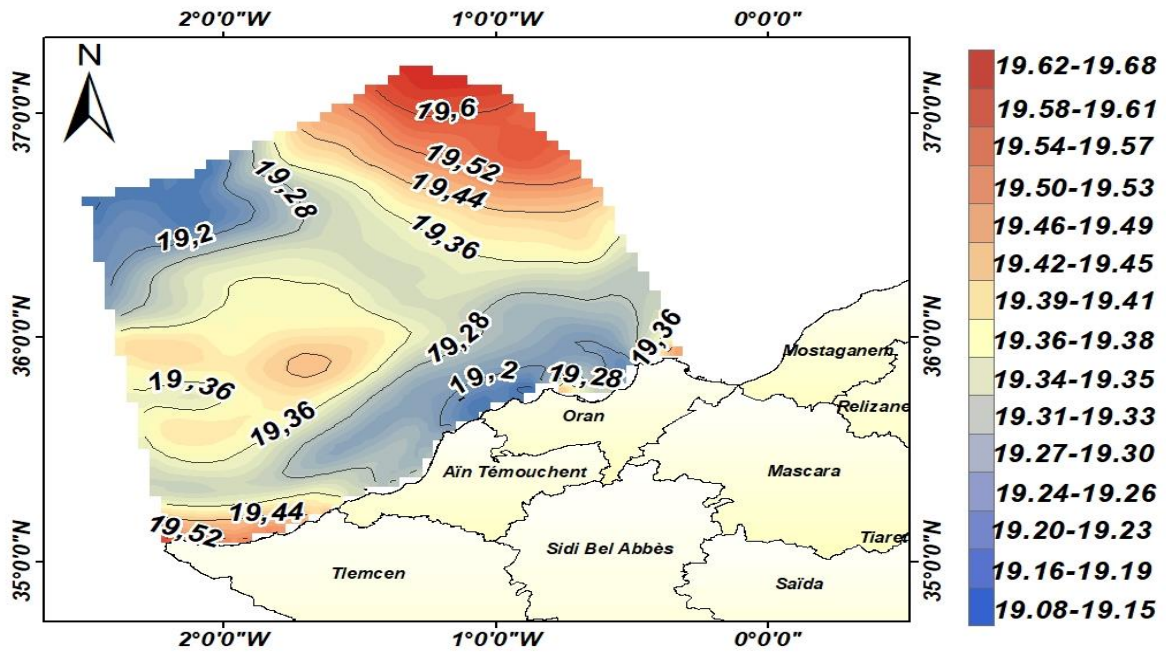 2°0'0"W 1°0'0"W 0°0'0"
N
37°0'0"N
36°0'0"N
35°0'0"N
37°0'0"N
36°0'0"N
35°0'0"N
19,6
19,52
19,44
19,36
19,28
19,2
19,28
19,36
19,2
19,28
19,36
19,36
19,44
19,52
Mostaganem
Relizane
Oran
Aïn Témouchent
Mascara
Sidi Bel Abbès
Tiare
Tlemcen
Saïda
2°0'0"W 1°0'0"W 0°0'0"
19.62-19.68
19.58-19.61
19.54-19.57
19.50-19.53
19.46-19.49
19.42-19.45
19.39-19.41
19.36-19.38
19.34-19.35
19.31-19.33
19.27-19.30
19.24-19.26
19.20-19.23
19.16-19.19
19.08-19.15